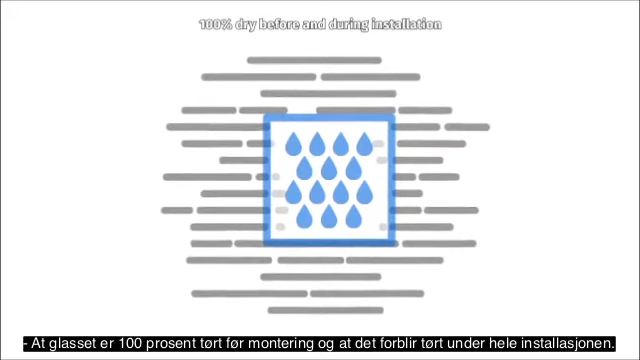 100% dry before and during installation
- At glasset er 100 prosent tørt før montering og at det forblir tørt under hele installasjonen.